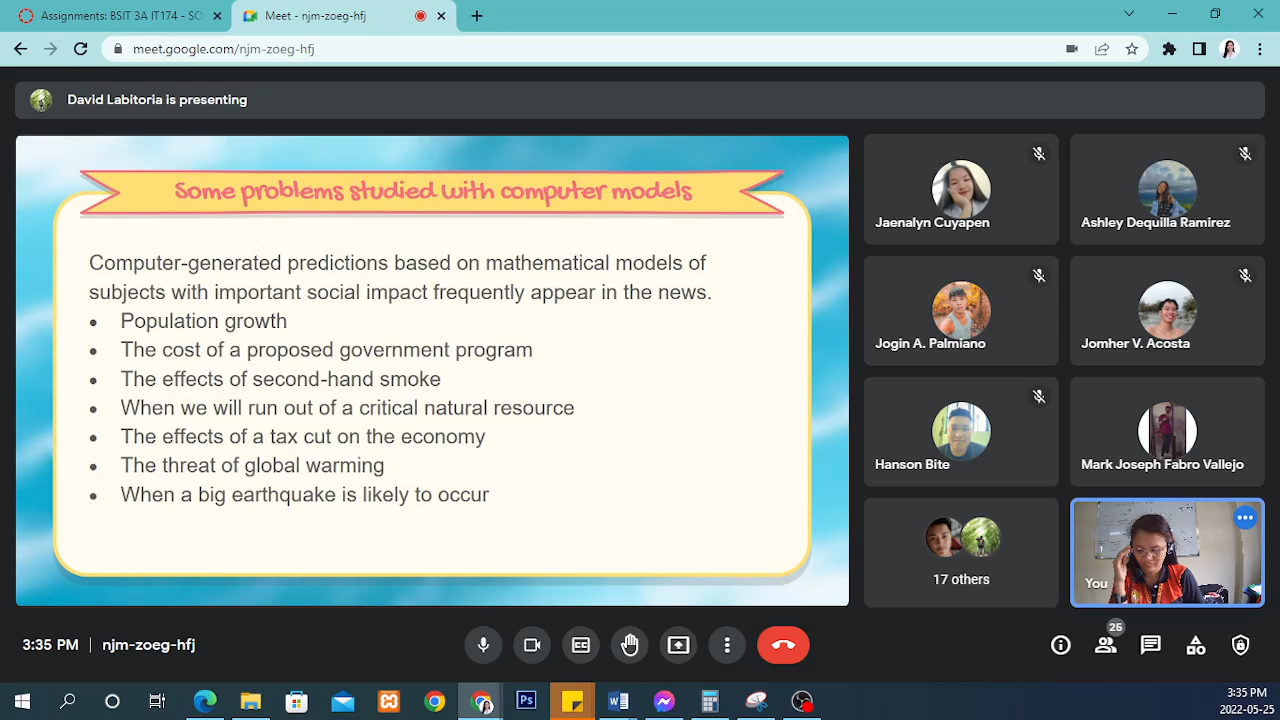 Assignments: BSIT 3A IT174 - SO
Meet - njm-zoeg-hfj
meet.google.com/njm-zoeg-hfj
David Labitoria is presenting
Some problems studied with computer models
Computer-generated predictions based on mathematical models of
subjects with important social impact frequently appear in the news.
• Population growth
• The cost of a proposed government program
• The effects of second-hand smoke
• When we will run out of a critical natural resource
• The effects of a tax cut on the economy
• The threat of global warming
• When a big earthquake is likely to occur
Jaenalyn Cuyapen
Ashley Dequilla Ramirez
Jogin A. Palmiano
Jomher V. Acosta
Hanson Bite
Mark Joseph Fabro Vallejo
17 others
You
3:35 PM | njm-zoeg-hfj
25
Ps
3:35 PM
2022-05-25